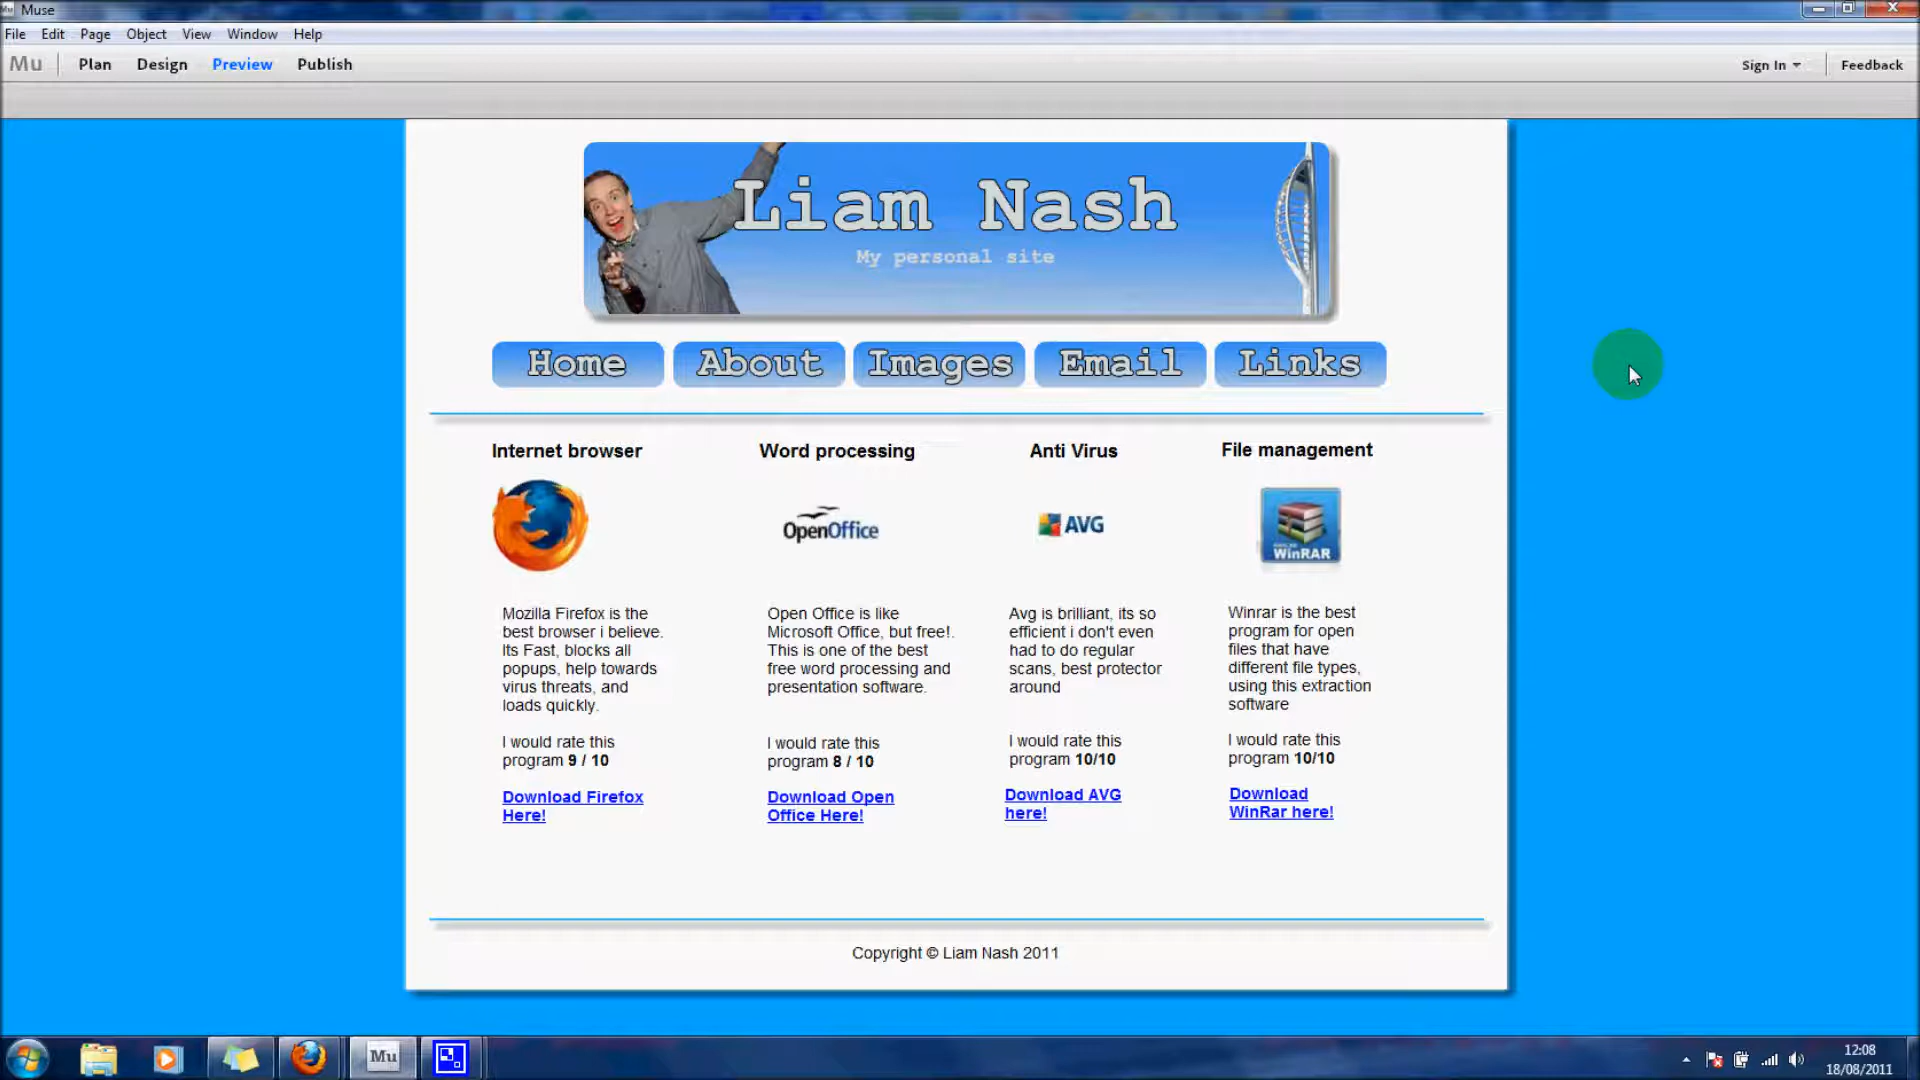 Mu Muse
File Edit Page Object View Window Help
Mu Plan Design Preview Publish Sign In Feedback
Liam Nash
My personal site
Home About Images Email Links
Internet browser
Word processing
Anti Virus
File management
OpenOffice
AVG
WinRAR
Mozilla Firefox is the
best browser i believe.
Its Fast, blocks all
popups, help towards
virus threats, and
loads quickly.
I would rate this
program 9 / 10
Download Firefox
Here!
Open Office is like
Microsoft Office, but free!.
This is one of the best
free word processing and
presentation software.
I would rate this
program 8 / 10
Download Open
Office Here!
Avg is brilliant, its so
efficient i don't even
had to do regular
scans, best protector
around
I would rate this
program 10/10
Download AVG
here!
Winrar is the best
program for open
files that have
different file types,
using this extraction
software
I would rate this
program 10/10
Download
WinRar here!
Copyright © Liam Nash 2011
Mu
12:08
18/08/2011